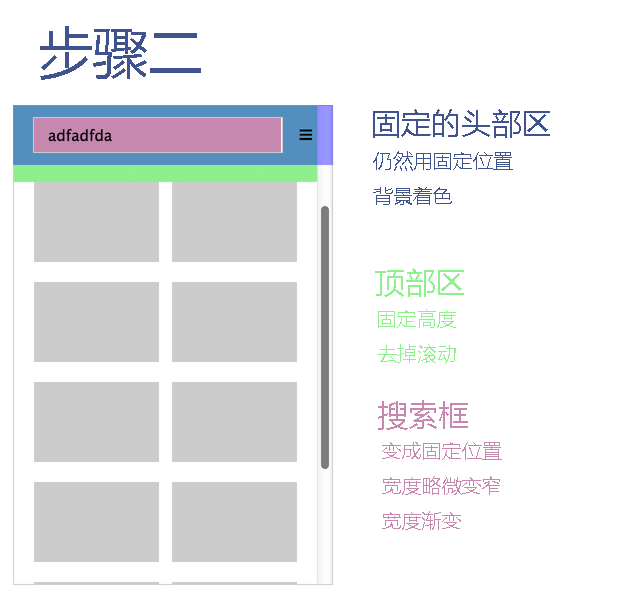 步骤二
adfadfda
固定的头部区
仍然用固定位置
背景着色
顶部区
固定高度
去掉滚动
搜索框
变成固定位置
宽度略微变窄
宽度渐变